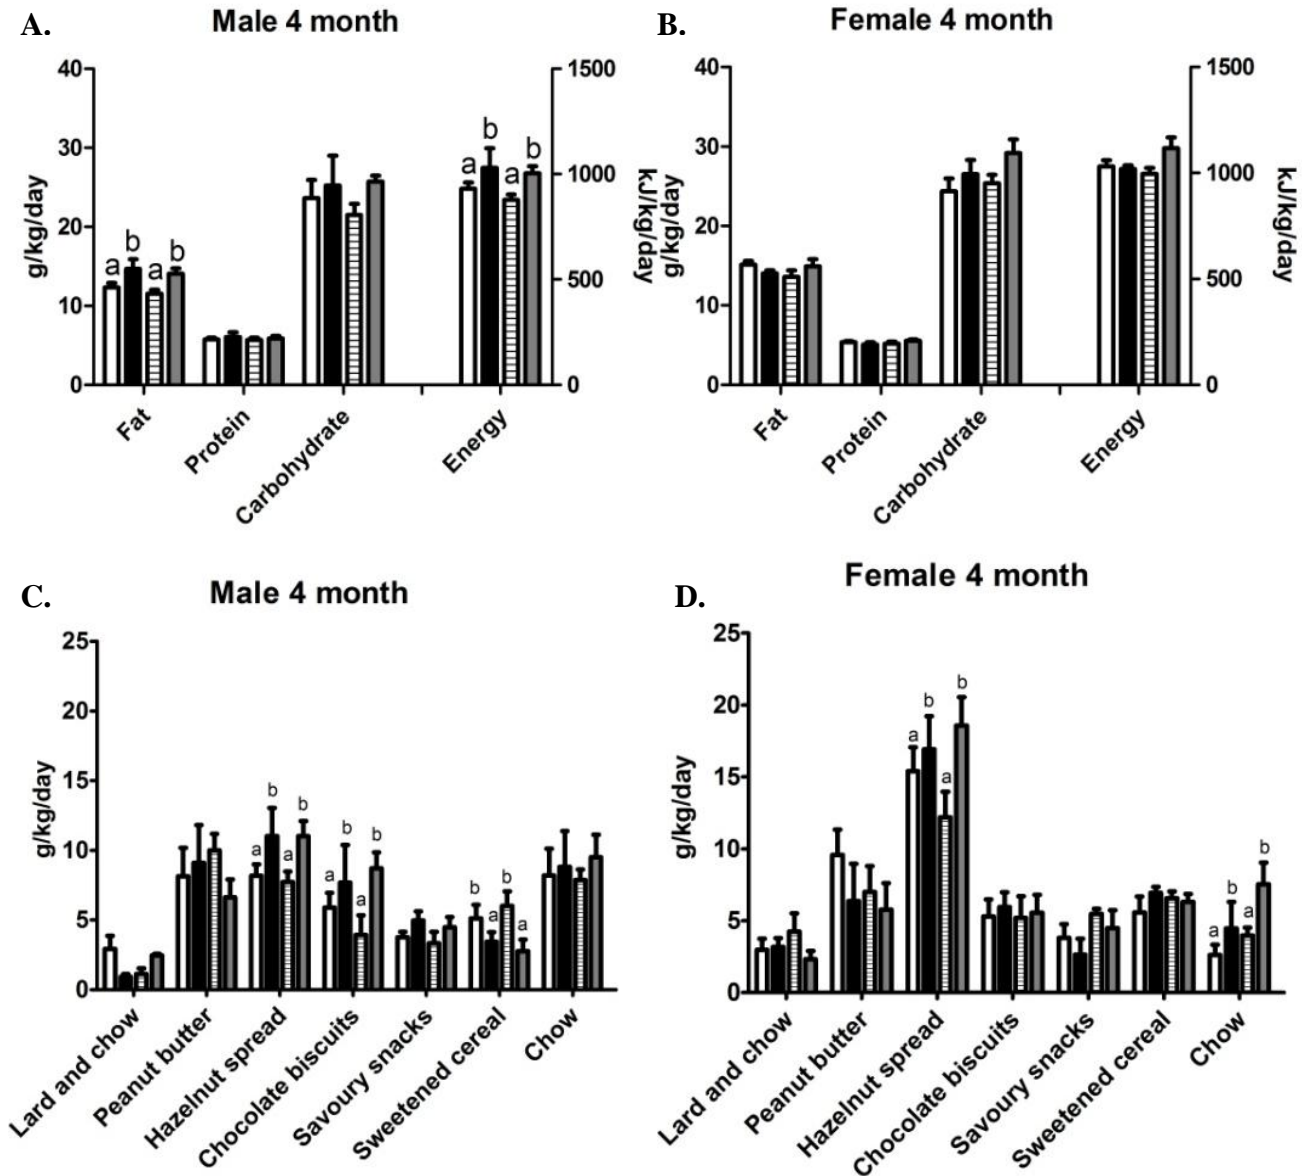 A.
Male 4 month
40
30
20
10
0
g/kg/day
1500
1000
500
0
kJ/kg/day
a
b
a
b
a
b
a
b
Fat
Protein
Carbohydrate
Energy
B.
Female 4 month
40
30
20
10
0
g/kg/day
1500
1000
500
0
kJ/kg/day
Fat
Protein
Carbohydrate
Energy
C.
Male 4 month
25
20
15
10
5
0
g/kg/day
a
b
a
b
a
b
a
b
b
a
b
a
Lard and chow
Peanut butter
Hazelnut spread
Chocolate biscuits
Savoury snacks
Sweetened cereal
Chow
D.
Female 4 month
25
20
15
10
5
0
g/kg/day
a
b
a
b
a
b
a
b
Lard and chow
Peanut butter
Hazelnut spread
Chocolate biscuits
Savoury snacks
Sweetened cereal
Chow